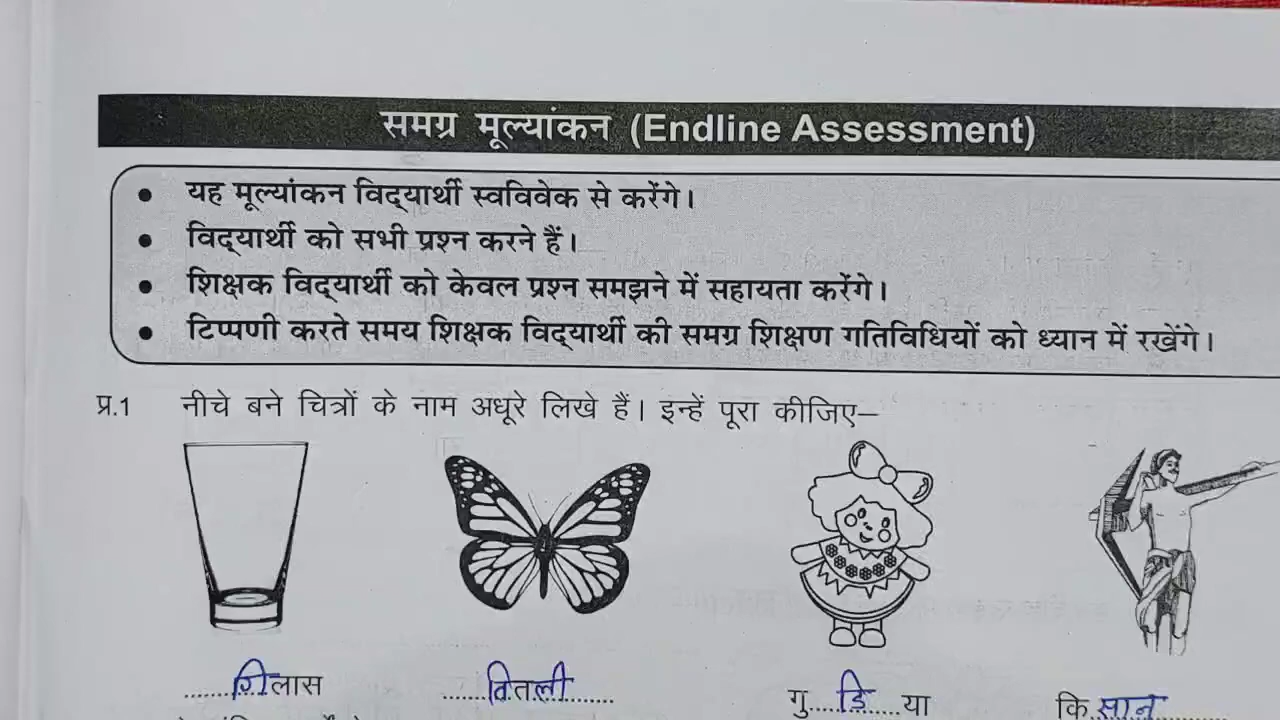 समग्र मूल्यांकन (Endline Assessment)
• यह मूल्यांकन विद्यार्थी स्वविवेक से करेंगे।
• विद्यार्थी को सभी प्रश्न करने हैं।
• शिक्षक विद्यार्थी को केवल प्रश्न समझने में सहायता करेंगे।
• टिप्पणी करते समय शिक्षक विद्यार्थी की समग्र शिक्षण गतिविधियों को ध्यान में रखेंगे।
प्र.1 नीचे बने चित्रों के नाम अधूरे लिखे हैं। इन्हें पूरा कीजिए–
........गिलास ........तितली........ गु....डि....या कि.सान........